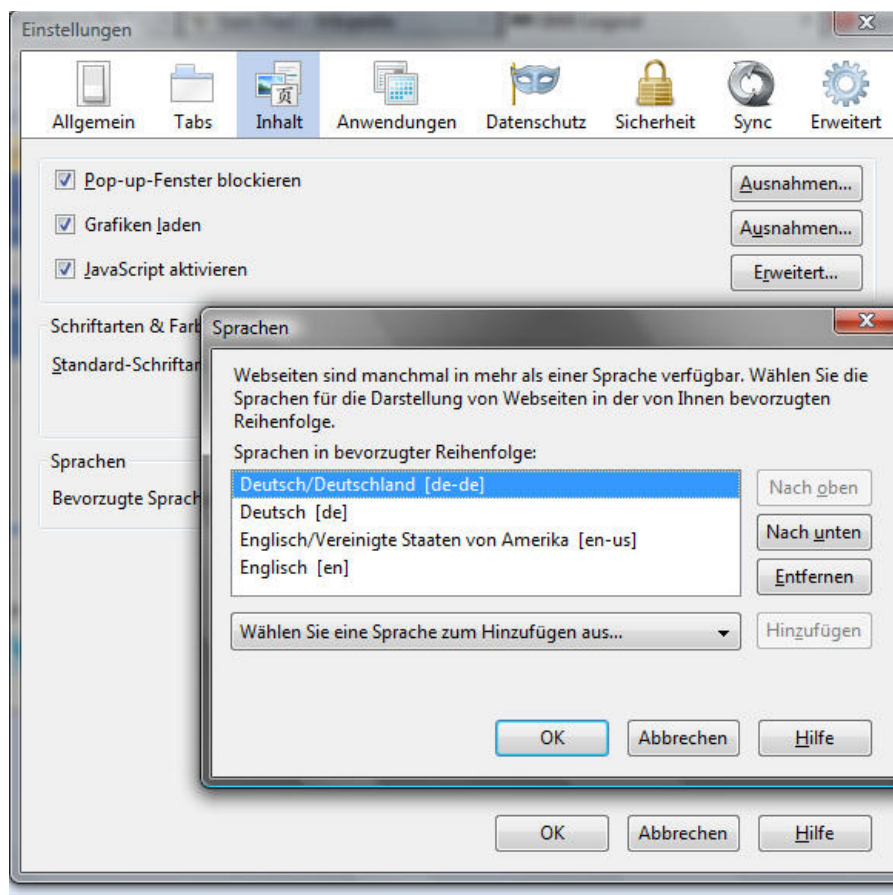 Einstellungen
Allgemein Tabs Inhalt Anwendungen Datenschutz Sicherheit Sync Erweitert
Pop-up-Fenster blockieren Ausnahmen...
Grafiken laden Ausnahmen...
JavaScript aktivieren Erweitert...
Schriftarten & Farb
Standard-Schriftar
Sprachen
Bevorzugte Sprach
Sprachen
Webseiten sind manchmal in mehr als einer Sprache verfügbar. Wählen Sie die
Sprachen für die Darstellung von Webseiten in der von Ihnen bevorzugten
Reihenfolge.
Sprachen in bevorzugter Reihenfolge:
Deutsch/Deutschland [de-de] Nach oben
Deutsch [de]
Englisch/Vereinigte Staaten von Amerika [en-us] Nach unten
Englisch [en] Entfernen
Wählen Sie eine Sprache zum Hinzufügen aus... Hinzufügen
OK Abbrechen Hilfe
OK Abbrechen Hilfe